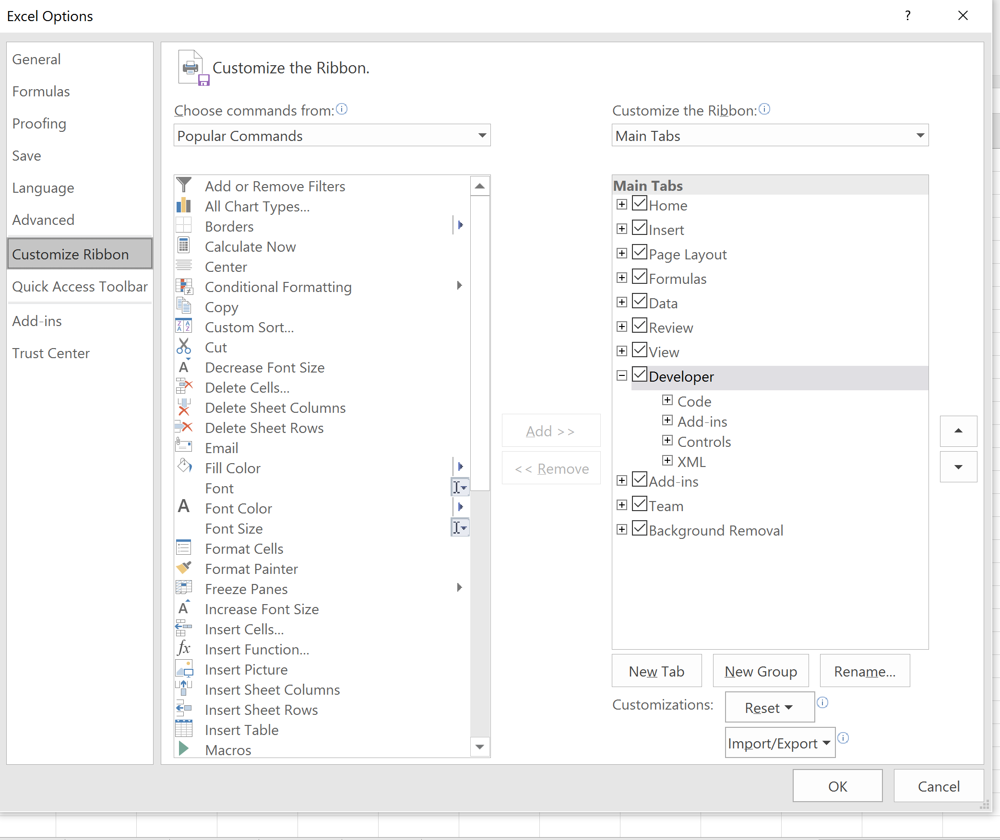 Excel Options
?
General
Formulas
Proofing
Save
Language
Advanced
Customize Ribbon
Quick Access Toolbar
Add-ins
Trust Center
Customize the Ribbon.
Choose commands from:
Popular Commands
Add or Remove Filters
All Chart Types...
Borders
Calculate Now
Center
Conditional Formatting
Copy
Custom Sort...
Cut
Decrease Font Size
Delete Cells...
Delete Sheet Columns
Delete Sheet Rows
Email
Fill Color
Font
Font Color
Font Size
Format Cells
Format Painter
Freeze Panes
Increase Font Size
Insert Cells...
Insert Function...
Insert Picture
Insert Sheet Columns
Insert Sheet Rows
Insert Table
Macros
Add >>
<< Remove
Customize the Ribbon:
Main Tabs
Main Tabs
Home
Insert
Page Layout
Formulas
Data
Review
View
Developer
Code
Add-ins
Controls
XML
Add-ins
Team
Background Removal
New Tab
New Group
Rename...
Customizations:
Reset
Import/Export
OK
Cancel